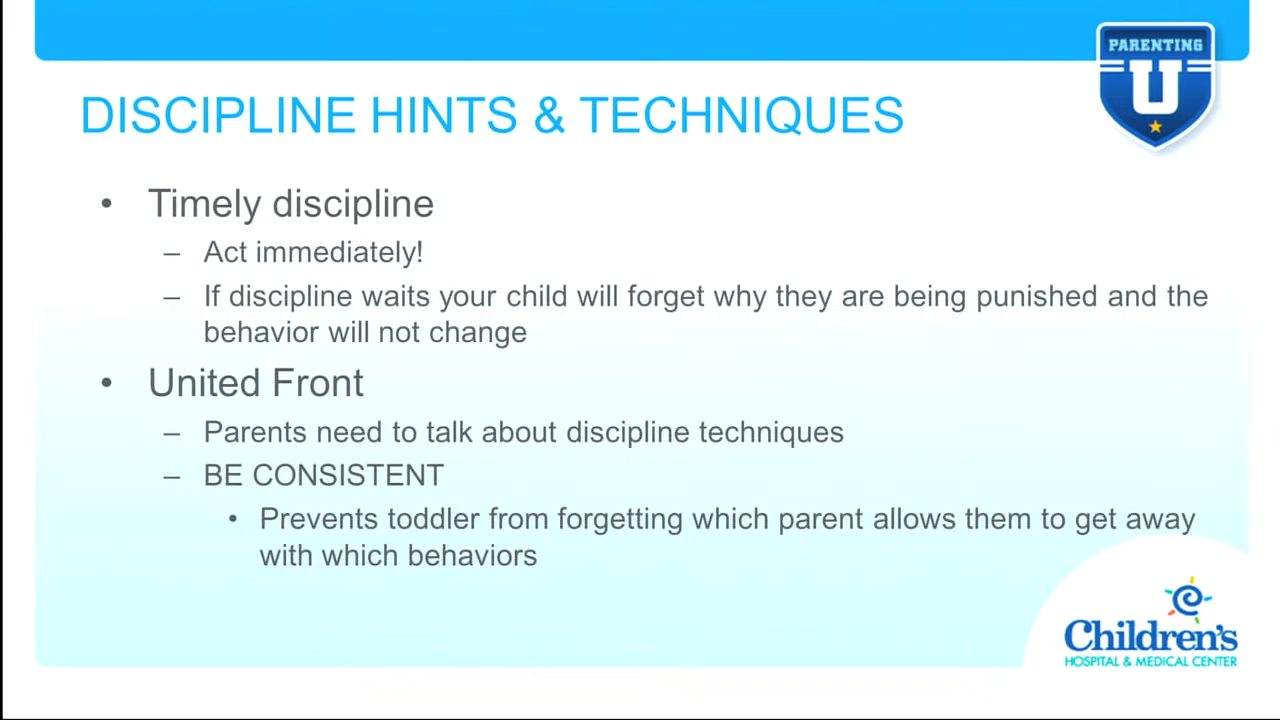 PARENTING
U
DISCIPLINE HINTS & TECHNIQUES
• Timely discipline
– Act immediately!
– If discipline waits your child will forget why they are being punished and the
behavior will not change
• United Front
– Parents need to talk about discipline techniques
– BE CONSISTENT
• Prevents toddler from forgetting which parent allows them to get away
with which behaviors
Children's
HOSPITAL & MEDICAL CENTER